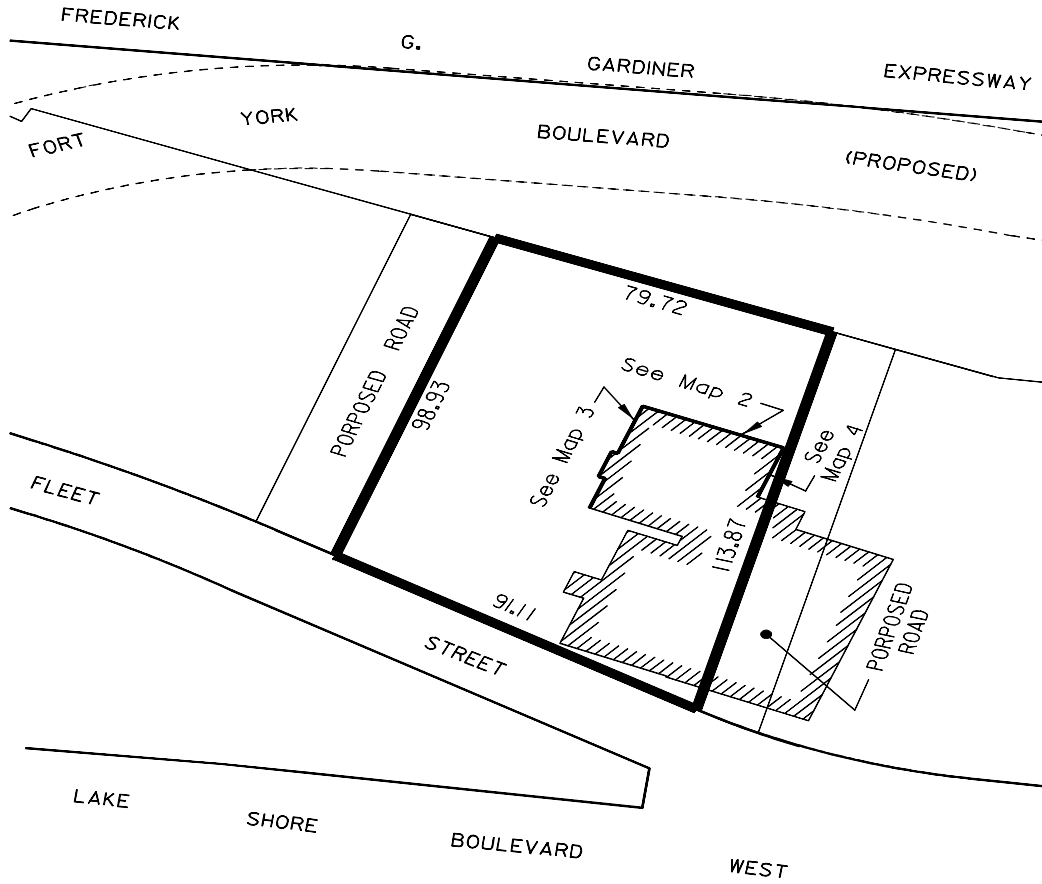 FREDERICK G. GARDINER EXPRESSWAY
FORT YORK BOULEVARD (PROPOSED)
79.72
PORPOSED ROAD
98.93
See Map 2
See Map 3
See
Map 4
113.87
FLEET STREET
91.11
PORPOSED
ROAD
LAKE SHORE BOULEVARD WEST